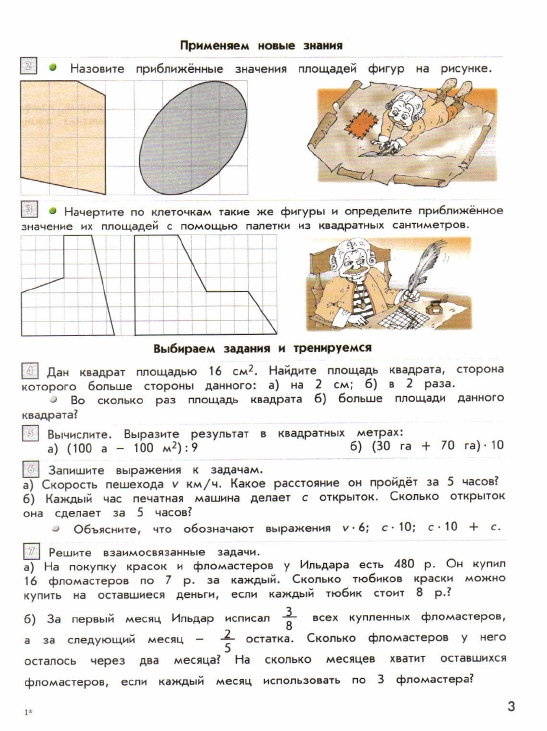 Применяем новые знания
2 Назовите приближённые значения площадей фигур на рисунке.
3 Начертите по клеточкам такие же фигуры и определите приближённое
значение их площадей с помощью палетки из квадратных сантиметров.
Выбираем задания и тренируемся
4 Дан квадрат площадью 16 см². Найдите площадь квадрата, сторона
которого больше стороны данного: а) на 2 см; б) в 2 раза.
Во сколько раз площадь квадрата б) больше площади данного
квадрата?
5 Вычислите. Выразите результат в квадратных метрах:
а) (100 а – 100 м²) : 9 б) (30 га + 70 га) · 10
6 Запишите выражения к задачам.
а) Скорость пешехода v км/ч. Какое расстояние он пройдёт за 5 часов?
б) Каждый час печатная машина делает c открыток. Сколько открыток
она сделает за 5 часов?
Объясните, что обозначают выражения v · 6; c · 10; c · 10 + c.
7 Решите взаимосвязанные задачи.
а) На покупку красок и фломастеров у Ильдара есть 480 р. Он купил
16 фломастеров по 7 р. за каждый. Сколько тюбиков краски можно
купить на оставшиеся деньги, если каждый тюбик стоит 8 р.?
б) За первый месяц Ильдар исписал 3/8 всех купленных фломастеров,
а за следующий месяц – 2/5 остатка. Сколько фломастеров у него
осталось через два месяца? На сколько месяцев хватит оставшихся
фломастеров, если каждый месяц использовать по 3 фломастера?
1*
3